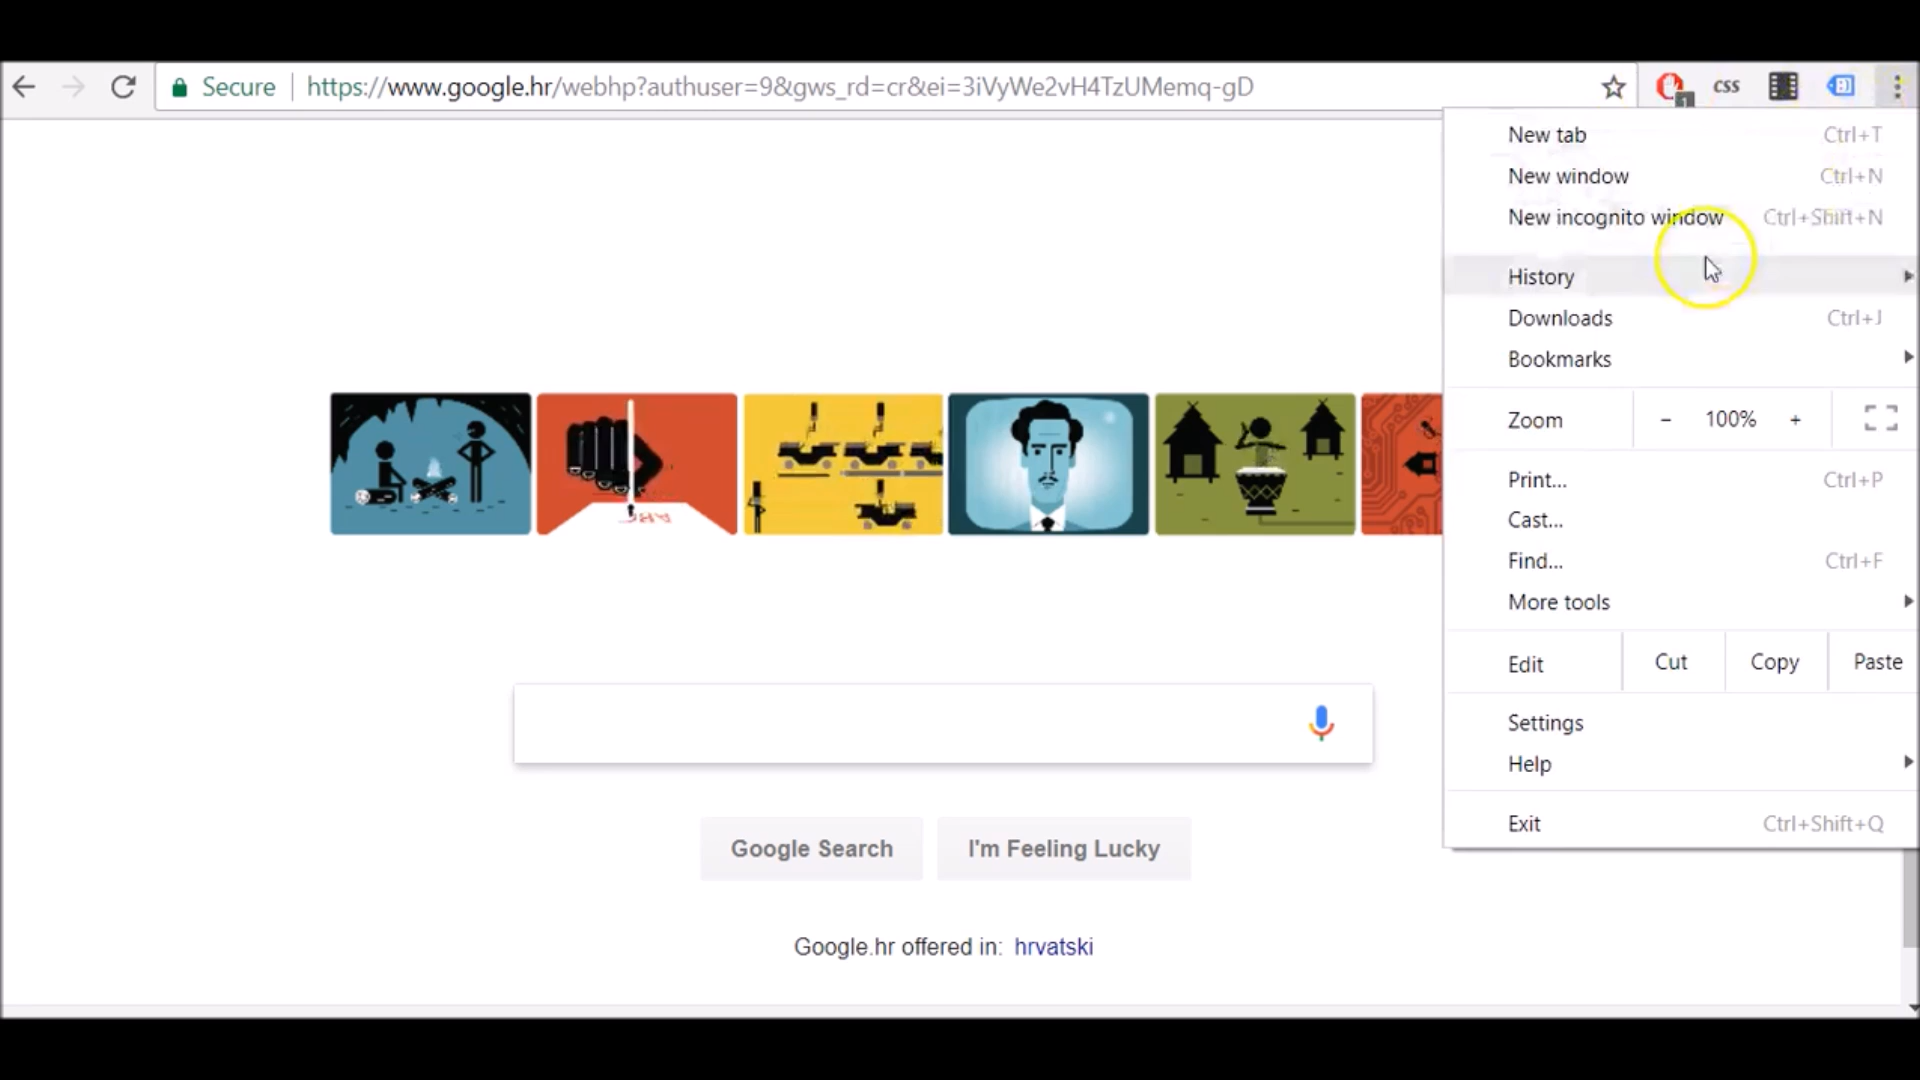 Secure https://www.google.hr/webhp?authuser=9&gws_rd=cr&ei=3iVyWe2vH4TzUMemq-gD CSS
New tab Ctrl+T
New window Ctrl+N
New incognito window Ctrl+Shift+N
History
Downloads Ctrl+J
Bookmarks
Zoom - 100% +
Print... Ctrl+P
Cast...
Find... Ctrl+F
More tools
Edit Cut Copy Paste
Settings
Help
Exit Ctrl+Shift+Q
ABC
Google Search I'm Feeling Lucky
Google.hr offered in: hrvatski